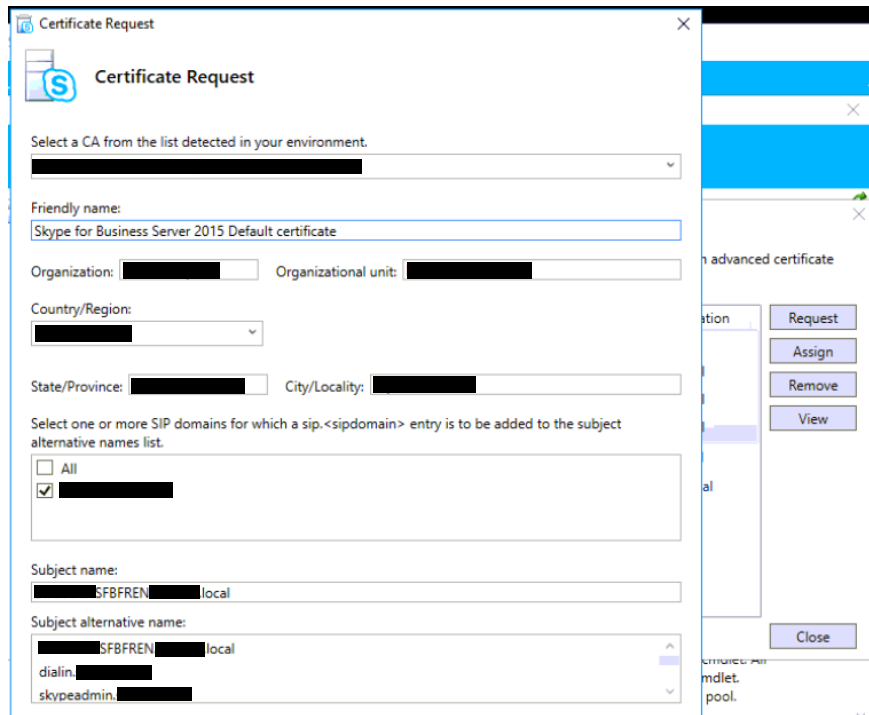 Certificate Request
Certificate Request
Select a CA from the list detected in your environment.
Friendly name:
Skype for Business Server 2015 Default certificate
Organization: Organizational unit:
Country/Region:
State/Province: City/Locality:
Select one or more SIP domains for which a sip.<sipdomain> entry is to be added to the subject
alternative names list.
All
Subject name:
SFBFREN .local
Subject alternative name:
SFBFREN .local
dialin.
skypeadmin.
advanced certificate
ation
Request
Assign
Remove
View
al
Close
cmdlet. All
mdlet.
pool.